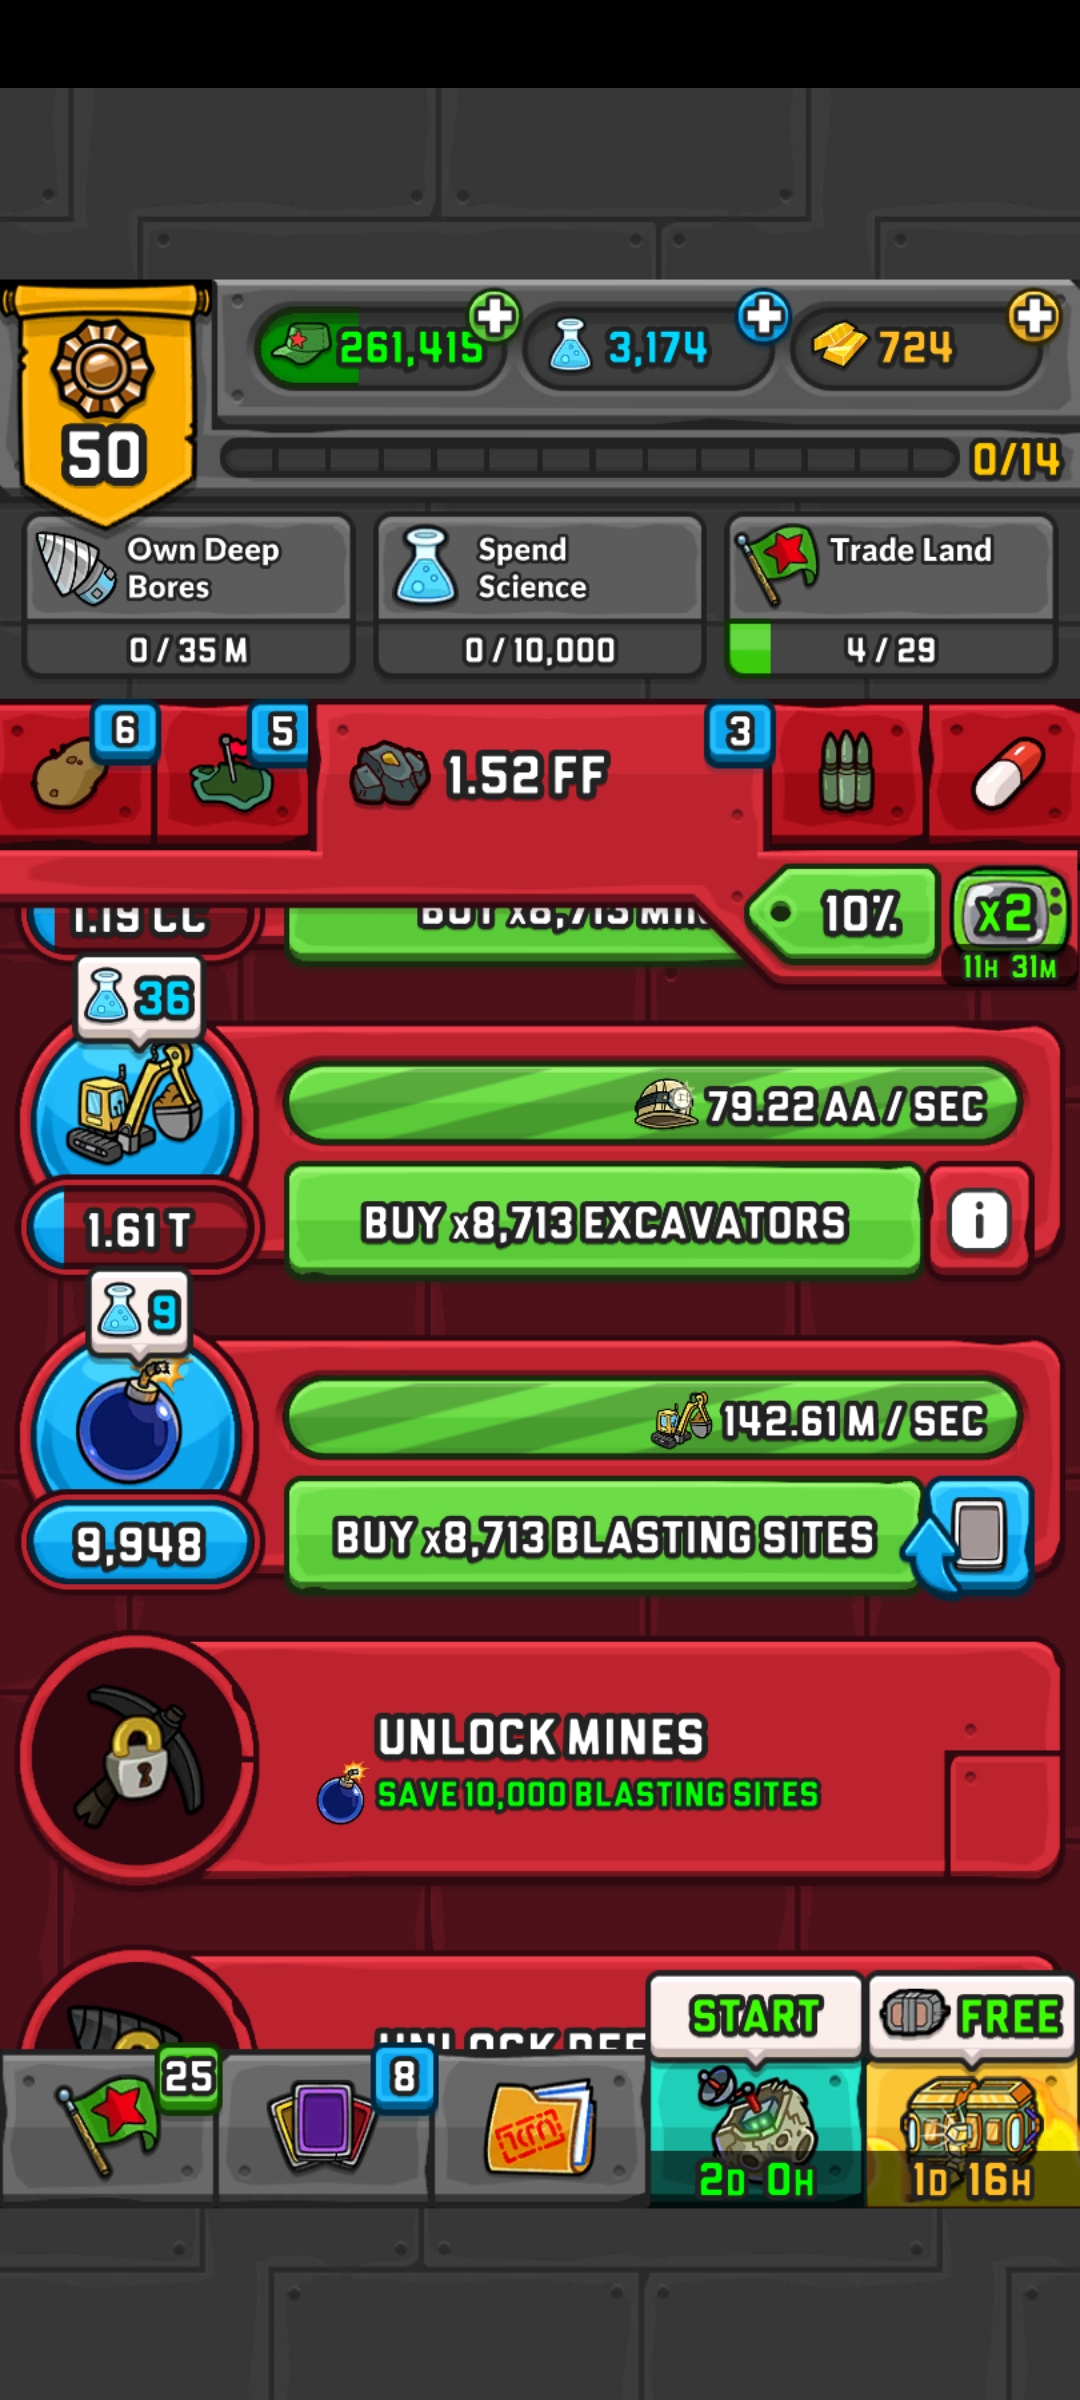 261,415
3,174
724
50
0/14
Own Deep
Bores
0 / 35 M
Spend
Science
0 / 10,000
Trade Land
4 / 29
6
5
1.52 FF
3
10%
x2
11H 31M
1.19 CC
BUY x8,713 MIN
36
79.22 AA / SEC
1.61 T
BUY x8,713 EXCAVATORS
i
9
142.61 M / SEC
9,948
BUY x8,713 BLASTING SITES
UNLOCK MINES
SAVE 10,000 BLASTING SITES
UNLOCK DEE
START
FREE
25
8
2D 0H
1D 16H